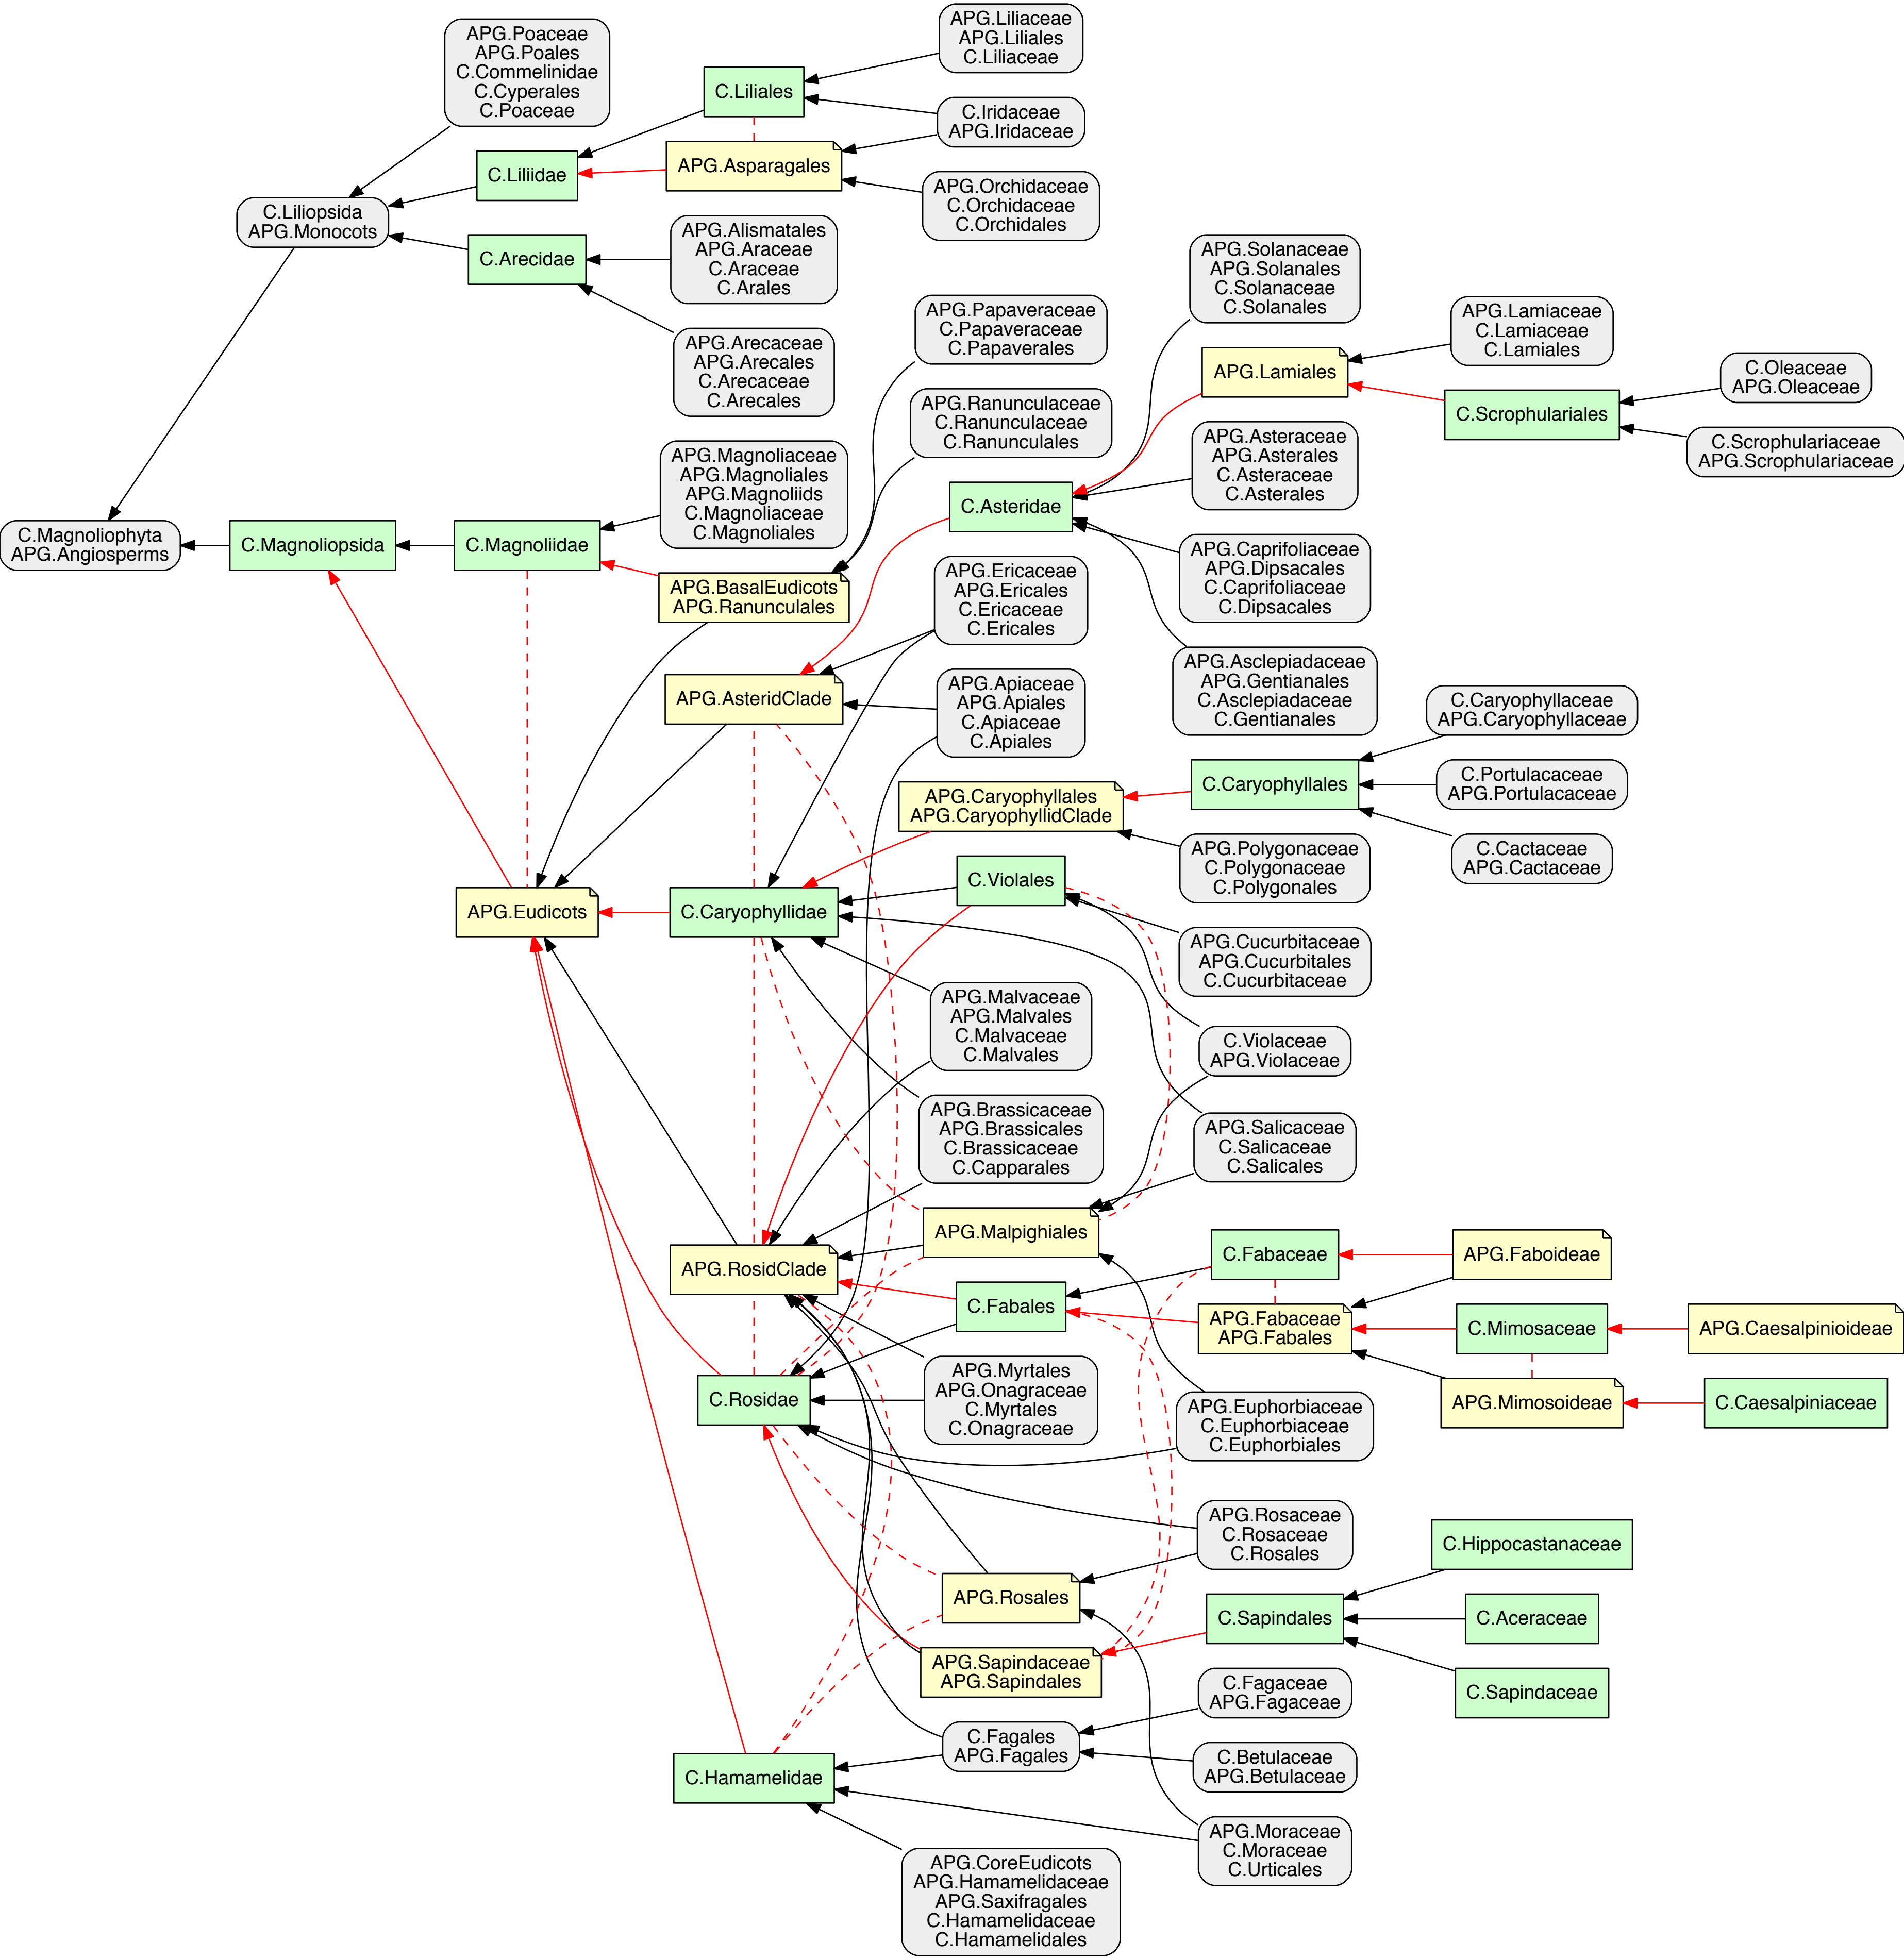 APG.Poaceae
APG.Poales
C.Commelinidae
C.Cyperales
C.Poaceae
C.Liliales
APG.Liliaceae
APG.Liliales
C.Liliaceae
C.Iridaceae
APG.Iridaceae
APG.Asparagales
C.Liliidae
APG.Orchidaceae
C.Orchidaceae
C.Orchidales
C.Liliopsida
APG.Monocots
C.Arecidae
APG.Alismatales
APG.Araceae
C.Araceae
C.Arales
APG.Arecaceae
APG.Arecales
C.Arecaceae
C.Arecales
APG.Papaveraceae
C.Papaveraceae
C.Papaverales
APG.Solanaceae
APG.Solanales
C.Solanaceae
C.Solanales
APG.Lamiales
APG.Lamiaceae
C.Lamiaceae
C.Lamiales
C.Scrophulariales
C.Oleaceae
APG.Oleaceae
C.Scrophulariaceae
APG.Scrophulariaceae
APG.Ranunculaceae
C.Ranunculaceae
C.Ranunculales
APG.Asteraceae
APG.Asterales
C.Asteraceae
C.Asterales
APG.Magnoliaceae
APG.Magnoliales
APG.Magnoliids
C.Magnoliaceae
C.Magnoliales
C.Asteridae
C.Magnoliophyta
APG.Angiosperms
C.Magnoliopsida
C.Magnoliidae
APG.BasalEudicots
APG.Ranunculales
APG.Ericaceae
APG.Ericales
C.Ericaceae
C.Ericales
APG.Caprifoliaceae
APG.Dipsacales
C.Caprifoliaceae
C.Dipsacales
APG.AsteridClade
APG.Apiaceae
APG.Apiales
C.Apiaceae
C.Apiales
APG.Asclepiadaceae
APG.Gentianales
C.Asclepiadaceae
C.Gentianales
C.Caryophyllaceae
APG.Caryophyllaceae
APG.Caryophyllales
APG.CaryophyllidClade
C.Caryophyllales
C.Portulacaceae
APG.Portulacaceae
APG.Polygonaceae
C.Polygonaceae
C.Polygonales
C.Cactaceae
APG.Cactaceae
C.Violales
APG.Eudicots
C.Caryophyllidae
APG.Cucurbitaceae
APG.Cucurbitales
C.Cucurbitaceae
APG.Malvaceae
APG.Malvales
C.Malvaceae
C.Malvales
C.Violaceae
APG.Violaceae
APG.Brassicaceae
APG.Brassicales
C.Brassicaceae
C.Capparales
APG.Salicaceae
C.Salicaceae
C.Salicales
APG.Malpighiales
APG.RosidClade
C.Fabaceae
APG.Faboideae
C.Fabales
APG.Fabaceae
APG.Fabales
C.Mimosaceae
APG.Caesalpinioideae
C.Rosidae
APG.Myrtales
APG.Onagraceae
C.Myrtales
C.Onagraceae
APG.Mimosoideae
C.Caesalpiniaceae
APG.Euphorbiaceae
C.Euphorbiaceae
C.Euphorbiales
APG.Rosaceae
C.Rosaceae
C.Rosales
C.Hippocastanaceae
APG.Rosales
C.Sapindales
C.Aceraceae
APG.Sapindaceae
APG.Sapindales
C.Sapindaceae
C.Fagaceae
APG.Fagaceae
C.Fagales
APG.Fagales
C.Betulaceae
APG.Betulaceae
C.Hamamelidae
APG.Moraceae
C.Moraceae
C.Urticales
APG.CoreEudicots
APG.Hamamelidaceae
APG.Saxifragales
C.Hamamelidaceae
C.Hamamelidales